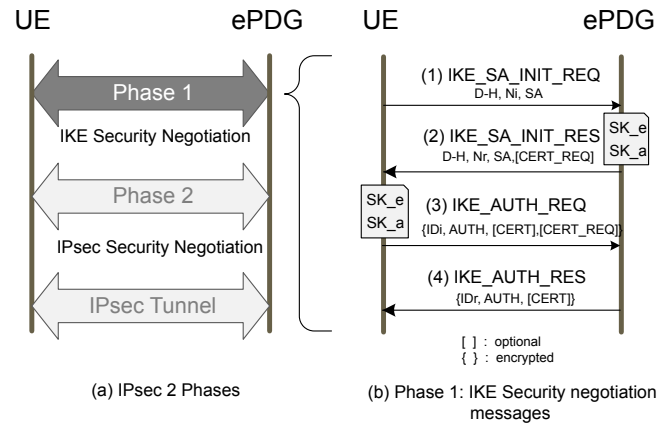 UE
ePDG
Phase 1
IKE Security Negotiation
Phase 2
IPsec Security Negotiation
IPsec Tunnel
(a) IPsec 2 Phases
UE
ePDG
(1) IKE_SA_INIT_REQ
D-H, Ni, SA
SK_e
SK_a
(2) IKE_SA_INIT_RES
D-H, Nr, SA,[CERT_REQ]
SK_e
SK_a
(3) IKE_AUTH_REQ
{IDi, AUTH, [CERT],[CERT_REQ]}
(4) IKE_AUTH_RES
{IDr, AUTH, [CERT]}
[ ] : optional
{ } : encrypted
(b) Phase 1: IKE Security negotiation
messages